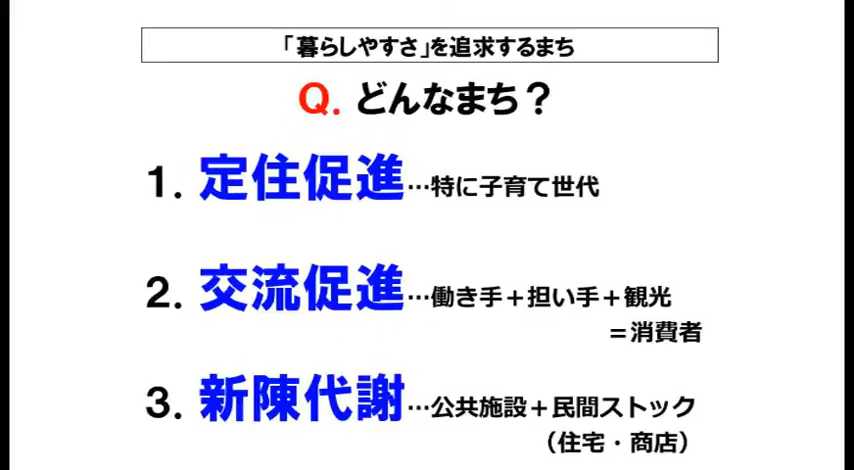 「暮らしやすさ」を追求するまち
Q. どんなまち？
1. 定住促進…特に子育て世代
2. 交流促進…働き手＋担い手＋観光
＝消費者
3. 新陳代謝…公共施設＋民間ストック
（住宅・商店）